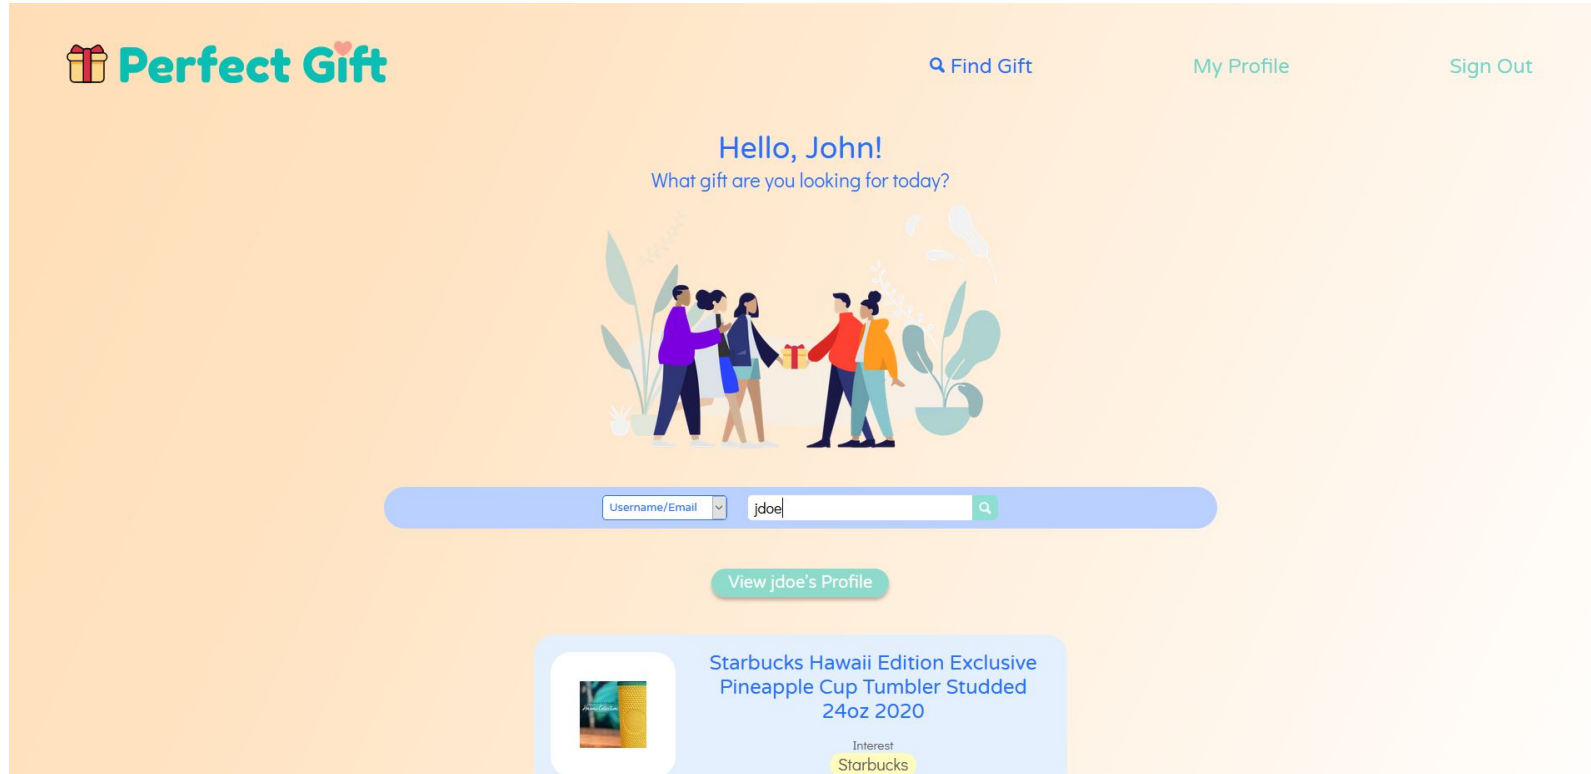 Perfect Gift
Find Gift
My Profile
Sign Out
Hello, John!
What gift are you looking for today?
Username/Email
jdoe
View jdoe's Profile
Starbucks Hawaii Edition Exclusive
Pineapple Cup Tumbler Studded
24oz 2020
Interest
Starbucks